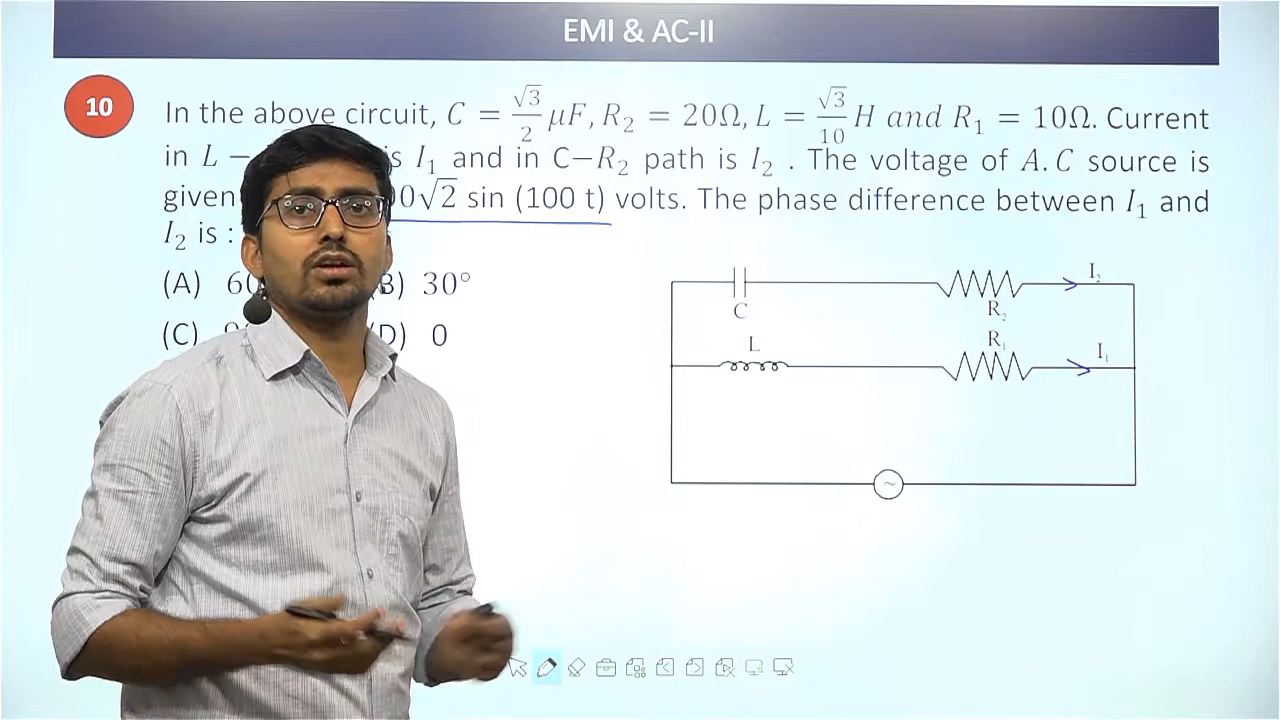 EMI & AC-II
10
In the above circuit, C = √3/2 μF, R₂ = 20Ω, L = √3/10 H and R₁ = 10Ω. Current
in L − is I₁ and in C−R₂ path is I₂ . The voltage of A.C source is
given √2 sin (100 t) volts. The phase difference between I₁ and
I₂ is :
(A) (B) 30°
(C) (D) 0
I₂
C
R₂
L
R₁
I₁
~